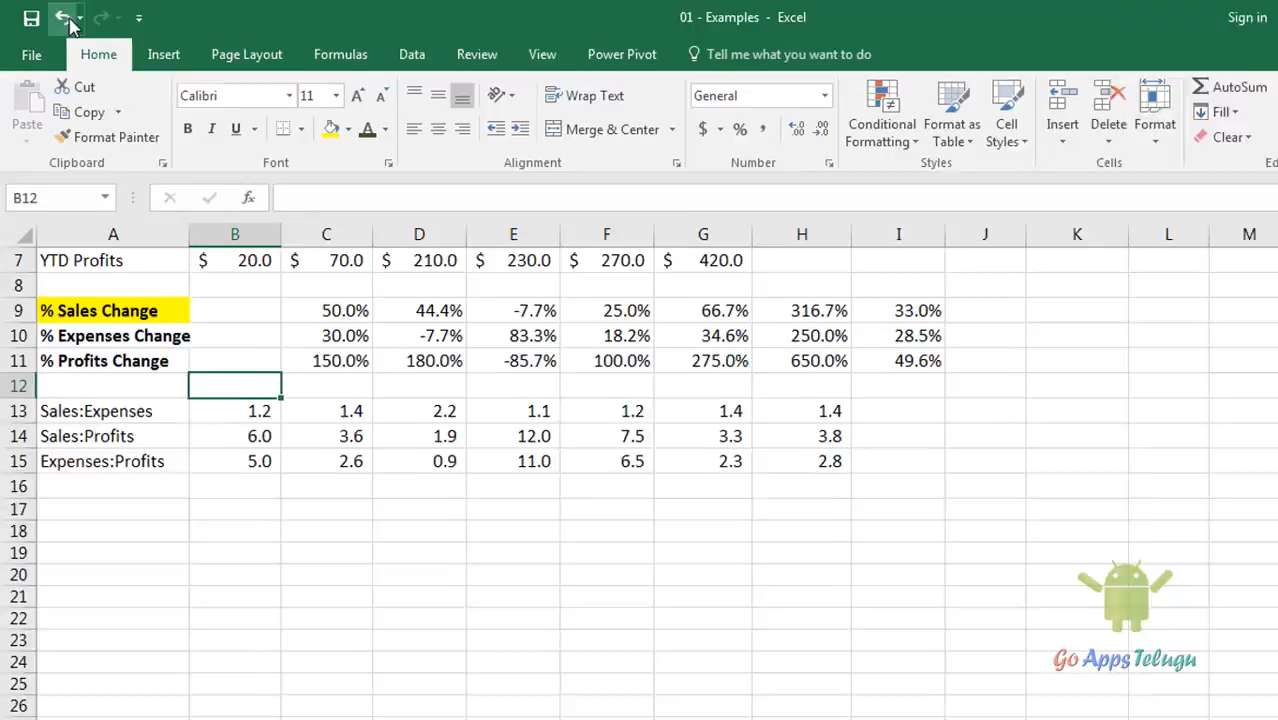 01 - Examples - Excel
Sign in
File Home Insert Page Layout Formulas Data Review View Power Pivot Tell me what you want to do
Cut
Copy
Format Painter
Paste
Clipboard
Calibri 11
B I U A
Font
Wrap Text
Merge & Center
Alignment
General
$ % ,
Number
Conditional Formatting
Format as Table
Cell Styles
Styles
Insert Delete Format
Cells
AutoSum
Fill
Clear
Ed
B12 fx
A B C D E F G H I J K L M
7 YTD Profits $ 20.0 $ 70.0 $ 210.0 $ 230.0 $ 270.0 $ 420.0
8
9 % Sales Change 50.0% 44.4% -7.7% 25.0% 66.7% 316.7% 33.0%
10 % Expenses Change 30.0% -7.7% 83.3% 18.2% 34.6% 250.0% 28.5%
11 % Profits Change 150.0% 180.0% -85.7% 100.0% 275.0% 650.0% 49.6%
12
13 Sales:Expenses 1.2 1.4 2.2 1.1 1.2 1.4 1.4
14 Sales:Profits 6.0 3.6 1.9 12.0 7.5 3.3 3.8
15 Expenses:Profits 5.0 2.6 0.9 11.0 6.5 2.3 2.8
16
17
18
19
20
21
22
23
24
25
26
Go Apps Telugu